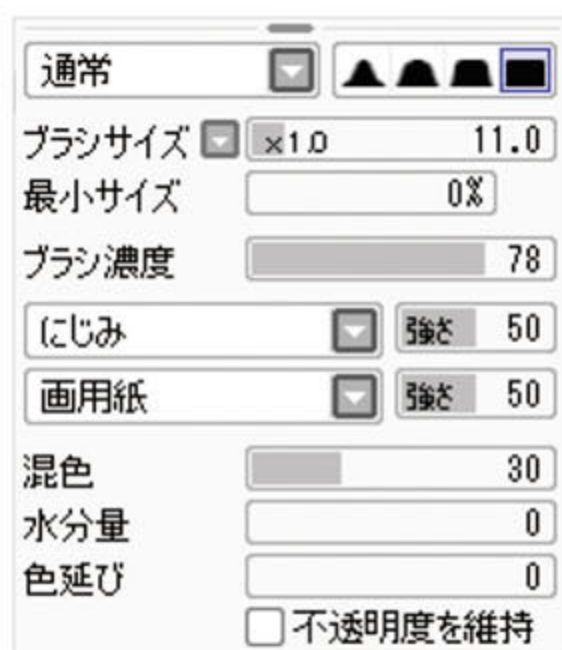 通常
ブラシサイズ ×1.0 11.0
最小サイズ 0%
ブラシ濃度 78
にじみ 強さ 50
画用紙 強さ 50
混色 30
水分量 0
色延び 0
不透明度を維持